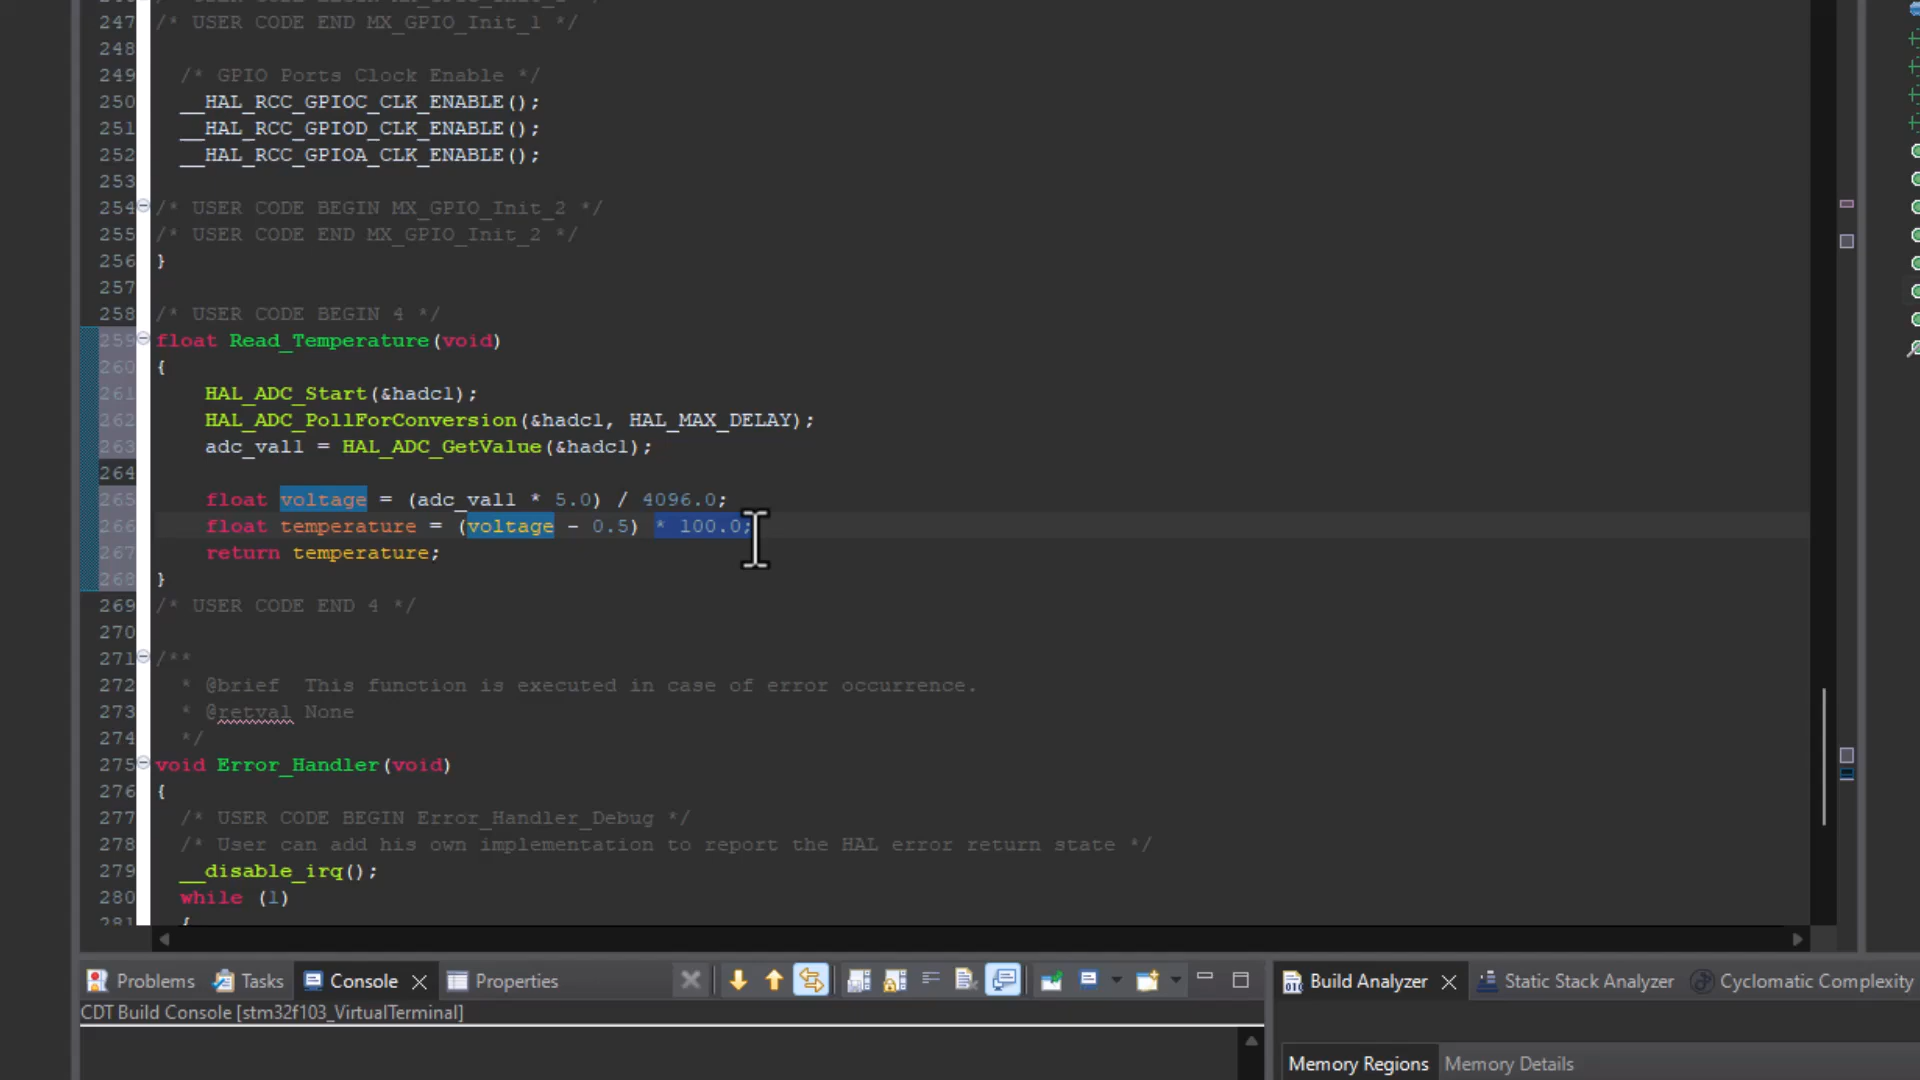 247 /* USER CODE END MX_GPIO_Init_1 */
248
249 /* GPIO Ports Clock Enable */
250 __HAL_RCC_GPIOC_CLK_ENABLE();
251 __HAL_RCC_GPIOD_CLK_ENABLE();
252 __HAL_RCC_GPIOA_CLK_ENABLE();
253
254 /* USER CODE BEGIN MX_GPIO_Init_2 */
255 /* USER CODE END MX_GPIO_Init_2 */
256 }
257
258 /* USER CODE BEGIN 4 */
259 float Read_Temperature(void)
260 {
261 HAL_ADC_Start(&hadc1);
262 HAL_ADC_PollForConversion(&hadc1, HAL_MAX_DELAY);
263 adc_val1 = HAL_ADC_GetValue(&hadc1);
264
265 float voltage = (adc_val1 * 5.0) / 4096.0;
266 float temperature = (voltage - 0.5) * 100.0;
267 return temperature;
268 }
269 /* USER CODE END 4 */
270
271 /**
272 * @brief This function is executed in case of error occurrence.
273 * @retval None
274 */
275 void Error_Handler(void)
276 {
277 /* USER CODE BEGIN Error_Handler_Debug */
278 /* User can add his own implementation to report the HAL error return state */
279 __disable_irq();
280 while (1)
281 {
Problems Tasks Console Properties
CDT Build Console [stm32f103_VirtualTerminal]
Build Analyzer Static Stack Analyzer Cyclomatic Complexity
Memory Regions Memory Details